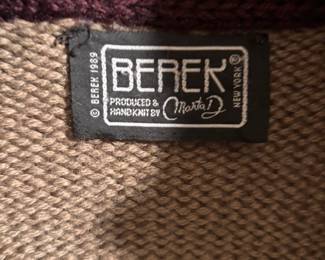 © BEREK 1989
BEREK®
PRODUCED &
HAND KNIT BY
Marta D
NEW YORK